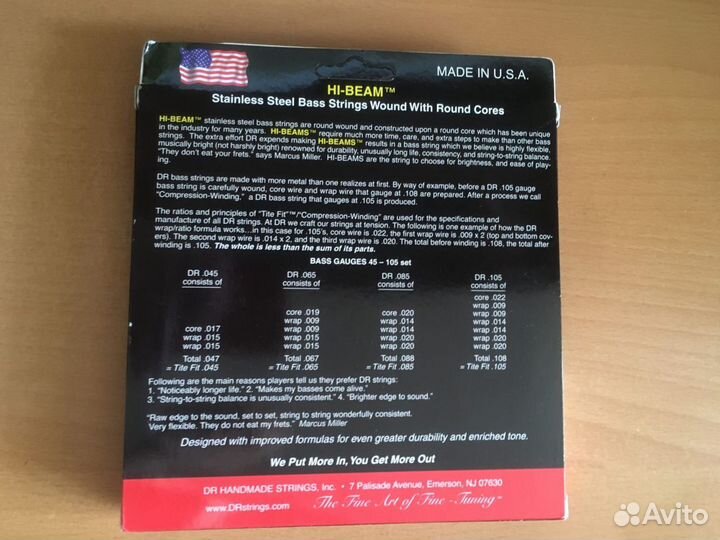 MADE IN U.S.A.
HI-BEAM™
Stainless Steel Bass Strings Wound With Round Cores
HI-BEAM™ stainless steel bass strings are round wound and constructed upon a round core which has been unique
in the industry for many years. HI-BEAMS™ require much more time, care, and extra steps to make than other bass
strings. The extra effort DR expends making HI-BEAMS™ results in a bass string which we believe is highly flexible,
musically bright (not harshly bright) renowned for durability, unusually long life, consistency, and string-to-string balance.
"They don't eat your frets." says Marcus Miller. HI-BEAMS are the string to choose for brightness, and ease of play-
ing.
DR bass strings are made with more metal than one realizes at first. By way of example, before a DR .105 gauge
bass string is carefully wound, core wire and wrap wire that gauge at .108 are prepared. After a process we call
"Compression-Winding," a DR bass string that gauges at .105 is produced.
The ratios and principles of "Tite Fit"™/"Compression-Winding" are used for the specifications and
manufacture of all DR strings. At DR we craft our strings at tension. The following is one example of how the DR
wrap/ratio formula works...in this case for .105's, core wire is .022, the first wrap wire is .009 x 2 (top and bottom cov-
ers). The second wrap wire is .014 x 2, and the third wrap wire is .020. The total before winding is .108, the total after
winding is .105. The whole is less than the sum of its parts.
BASS GAUGES 45 – 105 set
DR .045 DR .065 DR .085 DR .105
consists of consists of consists of consists of
core .022
wrap .009
core .019 core .020 wrap .009
wrap .009 wrap .014 wrap .014
core .017 wrap .009 wrap .014 wrap .014
wrap .015 wrap .015 wrap .020 wrap .020
wrap .015 wrap .015 wrap .020 wrap .020
Total .047 Total .067 Total .088 Total .108
= Tite Fit .045 = Tite Fit .065 = Tite Fit .085 = Tite Fit .105
Following are the main reasons players tell us they prefer DR strings:
1. "Noticeably longer life." 2. "Makes my basses come alive."
3. "String-to-string balance is unusually consistent." 4. "Brighter edge to sound."
"Raw edge to the sound, set to set, string to string wonderfully consistent.
Very flexible. They do not eat my frets." Marcus Miller
Designed with improved formulas for even greater durability and enriched tone.
We Put More In, You Get More Out
DR HANDMADE STRINGS, Inc. • 7 Palisade Avenue, Emerson, NJ 07630
www.DRstrings.com The Fine Art of Fine-Tuning™
Avito